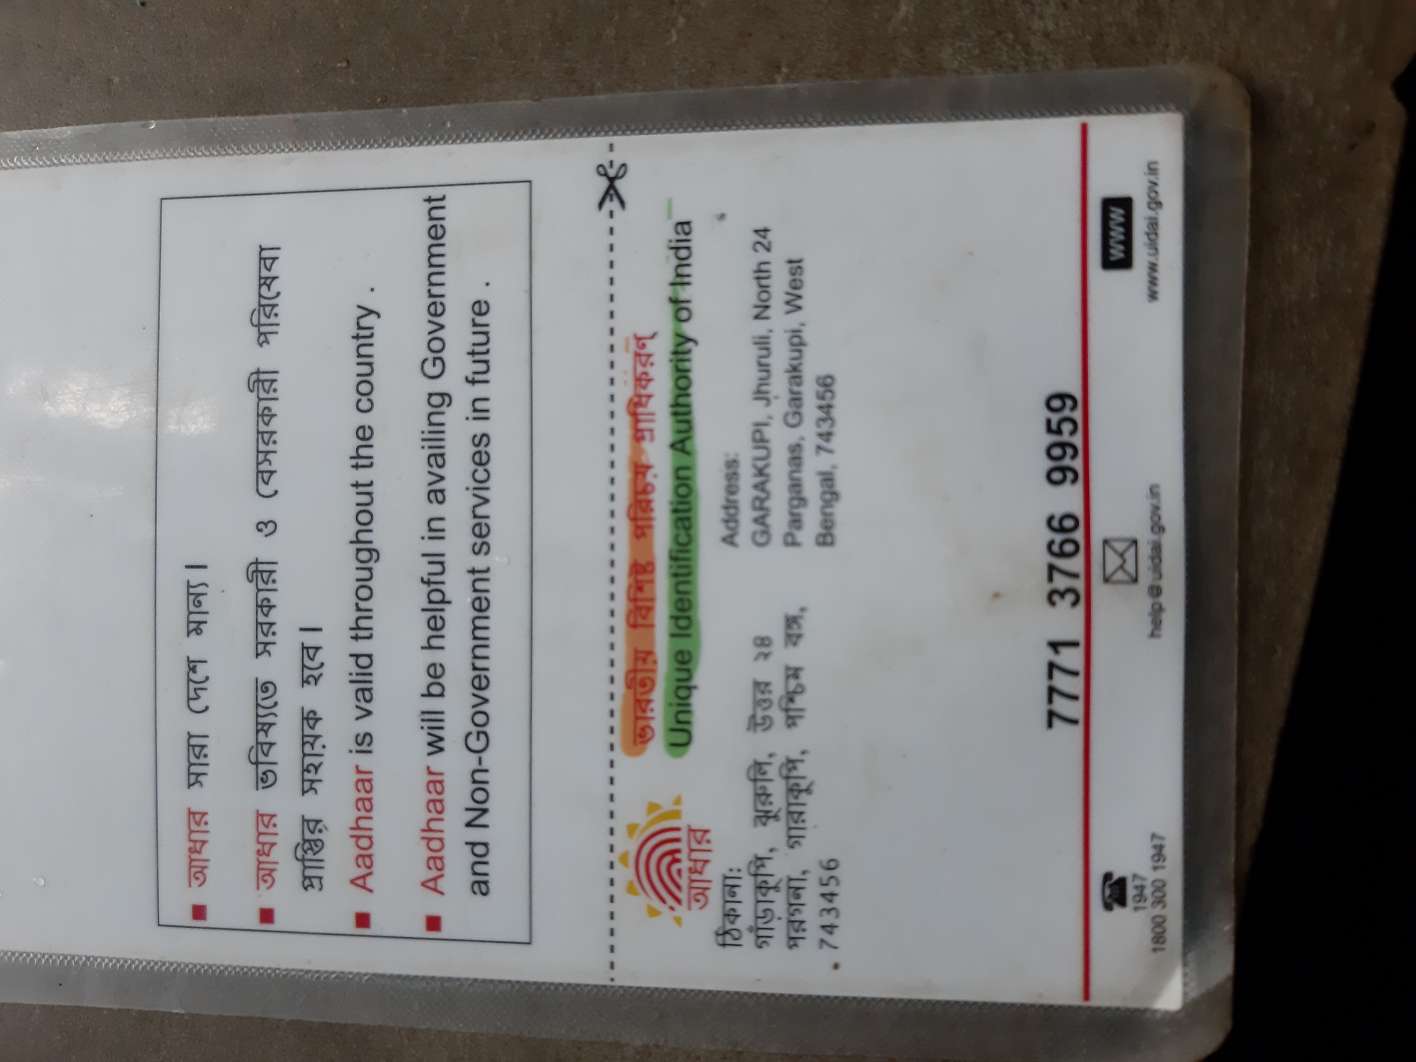 আধার সারা দেশে মান্য।
আধার ভবিষ্যতে সরকারী ও বেসরকারী পরিষেবা
প্রাপ্তির সহায়ক হবে।
Aadhaar is valid throughout the country .
Aadhaar will be helpful in availing Government
and Non-Government services in future .
ভারতীয় বিশিষ্ট পরিচয় প্রাধিকরণ
Unique Identification Authority of India
আধার
ঠিকানা:
গাঁড়াকুপি, ঝুরুলি, উত্তর ২৪
পরগনা, গারাকুপি, পশ্চিম বঙ্গ,
743456
Address:
GARAKUPI, Jhuruli, North 24
Parganas, Garakupi, West
Bengal, 743456
7771 3766 9959
1947
1800 300 1947
help@uidai.gov.in
WWW
www.uidai.gov.in